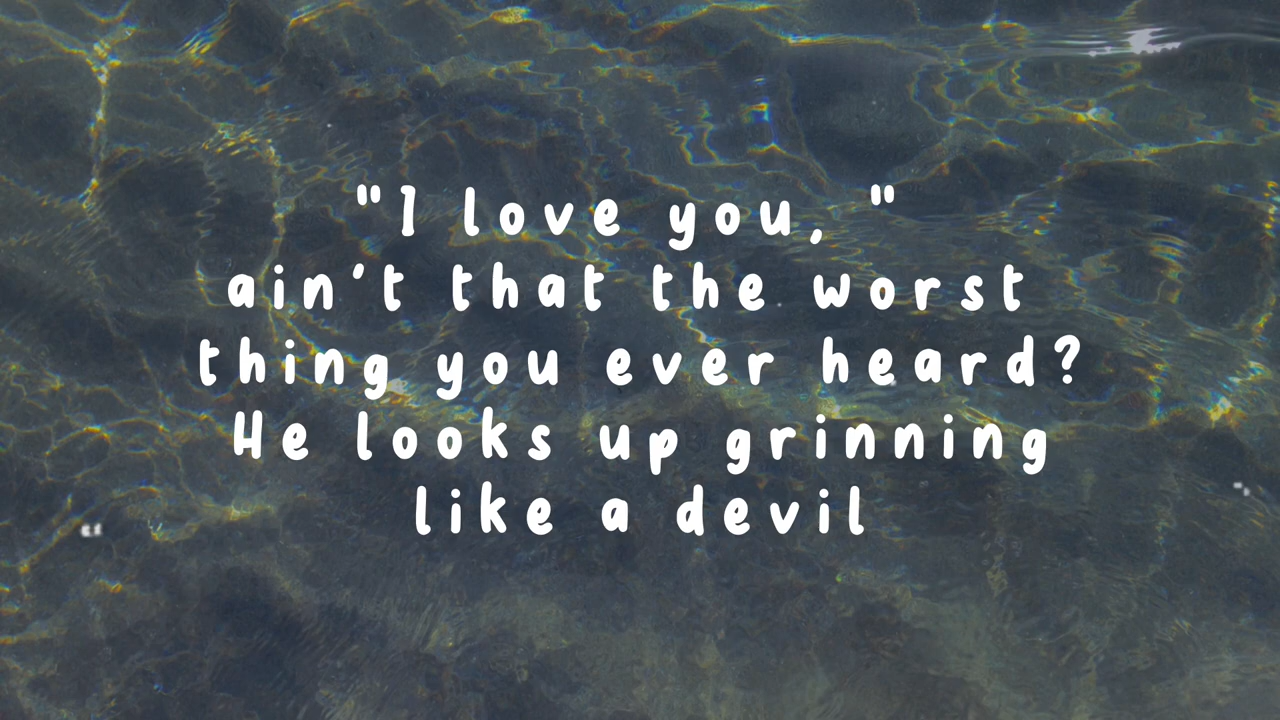 "I love you, "
ain't that the worst
thing you ever heard?
He looks up grinning
like a devil